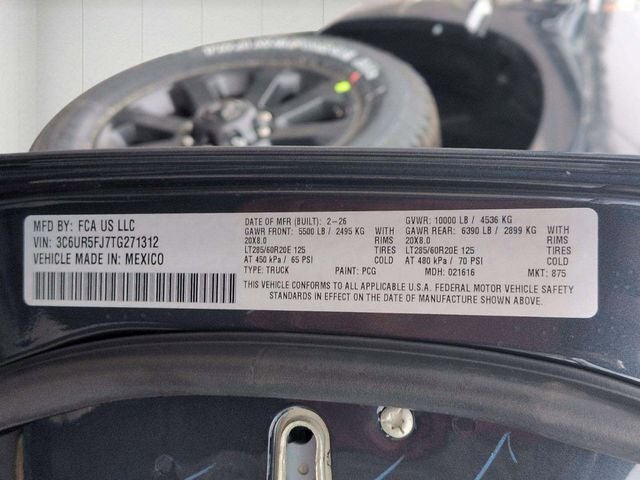 MFD BY: FCA US LLC
VIN: 3C6UR5FJ7TG271312
VEHICLE MADE IN: MEXICO
DATE OF MFR (BUILT): 2-26
GAWR FRONT: 5500 LB / 2495 KG WITH
20X8.0 RIMS
LT285/60R20E 125 TIRES
AT 450 kPa / 65 PSI
TYPE: TRUCK PAINT: PCG
GVWR: 10000 LB / 4536 KG
GAWR REAR: 6390 LB / 2899 KG WITH
20X8.0 RIMS
LT285/60R20E 125 TIRES
AT 480 kPa / 70 PSI
MDH: 021616 MKT: 875
THIS VEHICLE CONFORMS TO ALL APPLICABLE U.S.A. FEDERAL MOTOR VEHICLE SAFETY
STANDARDS IN EFFECT ON THE DATE OF MANUFACTURE SHOWN ABOVE.